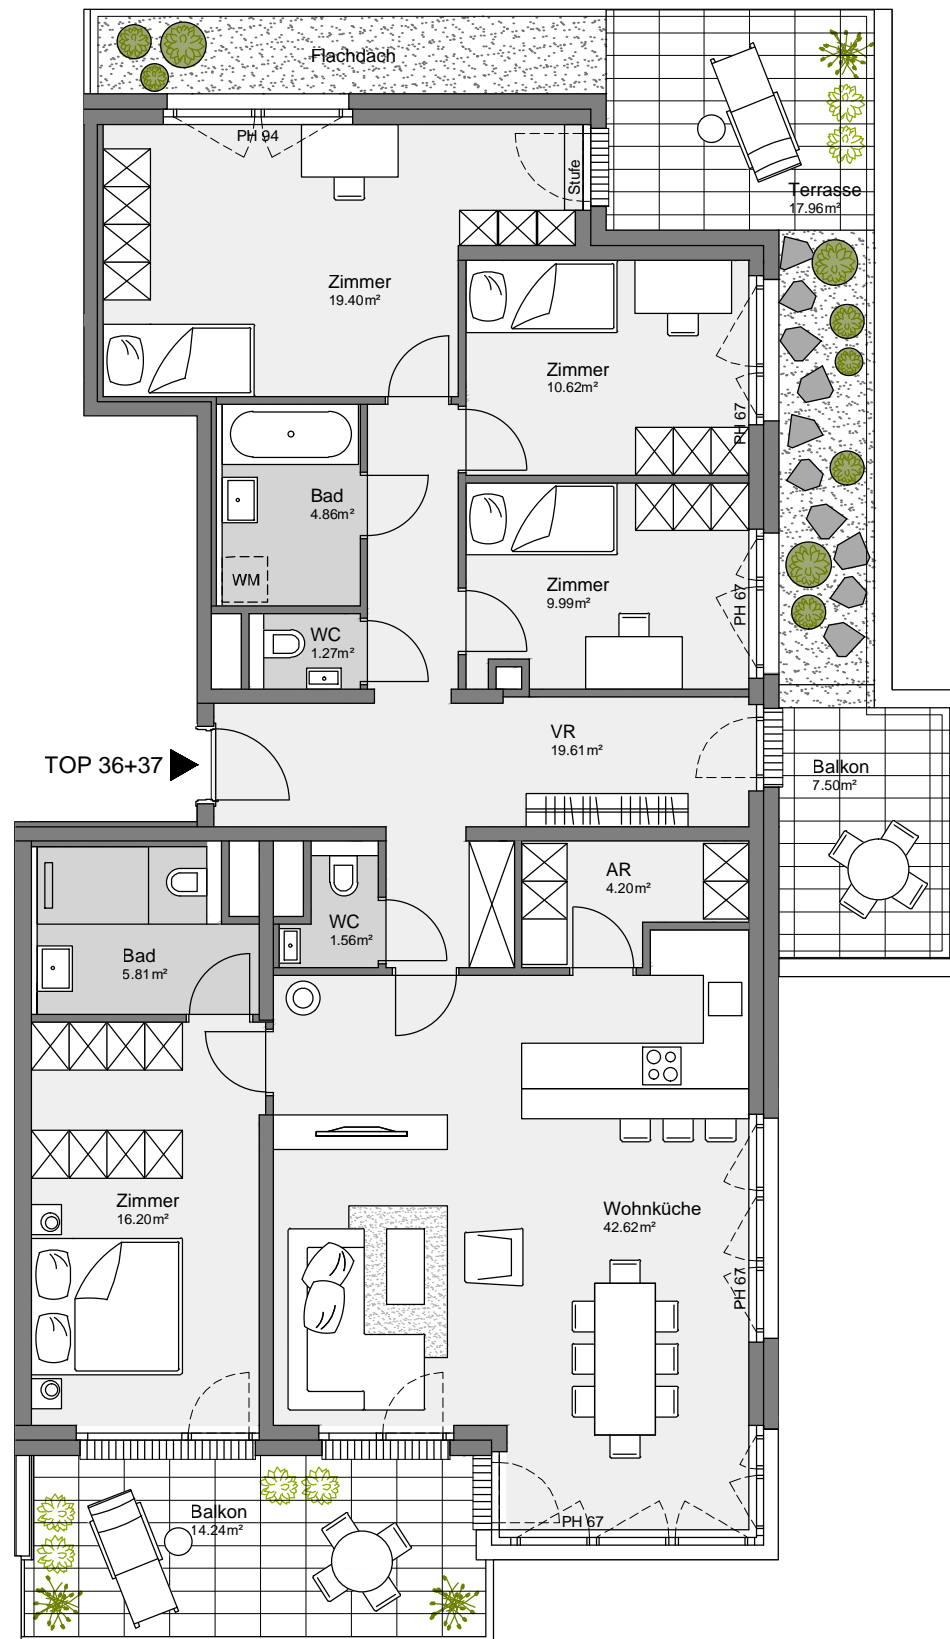 Flachdach
PH 94
Stufe
Terrasse
17.96m²
Zimmer
19.40m²
Zimmer
10.62m²
PH 67
Bad
4.86m²
WM
Zimmer
9.99m²
PH 67
WC
1.27m²
VR
19.61m²
TOP 36+37
Balkon
7.50m²
AR
4.20m²
WC
1.56m²
Bad
5.81m²
Zimmer
16.20m²
Wohnküche
42.62m²
PH 67
Balkon
14.24m²
PH 67